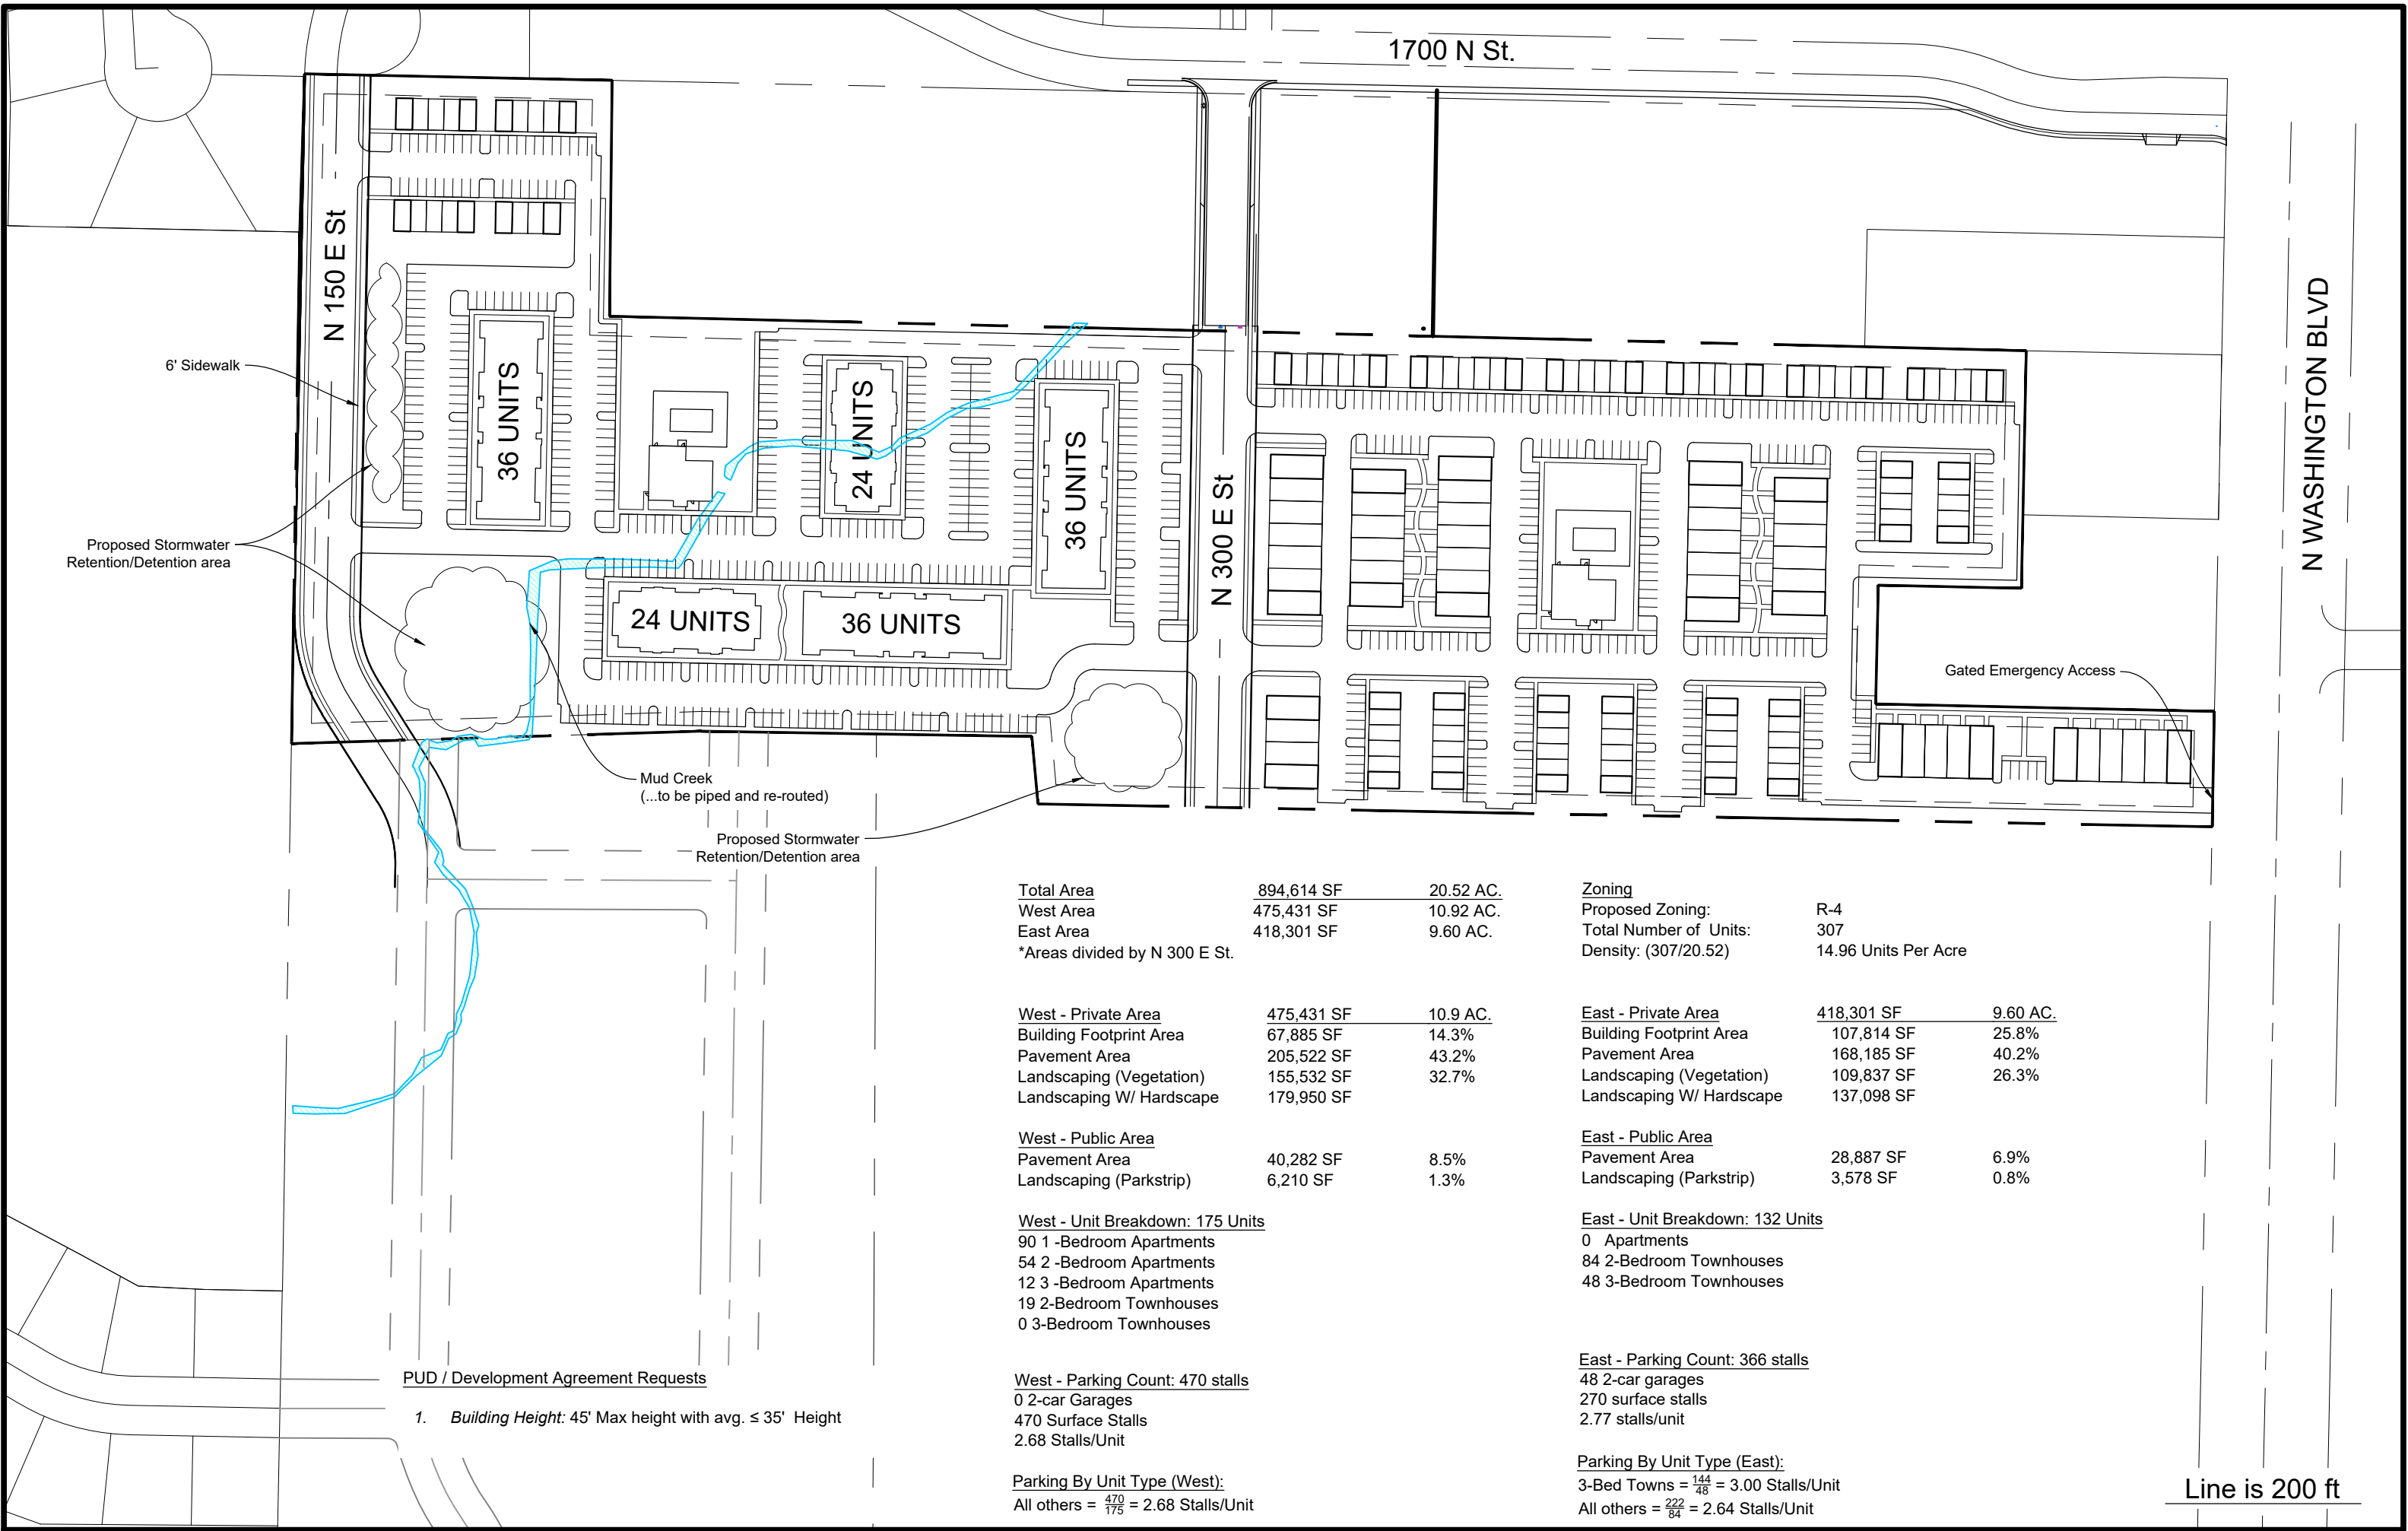 1700 N St.
N 150 E St
N WASHINGTON BLVD
6' Sidewalk
36 UNITS
24 UNITS
36 UNITS
N 300 E St
Proposed Stormwater
Retention/Detention area
24 UNITS
36 UNITS
Gated Emergency Access
Mud Creek
(...to be piped and re-routed)
Proposed Stormwater
Retention/Detention area
Total Area 894,614 SF 20.52 AC.
West Area 475,431 SF 10.92 AC.
East Area 418,301 SF 9.60 AC.
*Areas divided by N 300 E St.
Zoning
Proposed Zoning: R-4
Total Number of Units: 307
Density: (307/20.52) 14.96 Units Per Acre
West - Private Area 475,431 SF 10.9 AC.
Building Footprint Area 67,885 SF 14.3%
Pavement Area 205,522 SF 43.2%
Landscaping (Vegetation) 155,532 SF 32.7%
Landscaping W/ Hardscape 179,950 SF
East - Private Area 418,301 SF 9.60 AC.
Building Footprint Area 107,814 SF 25.8%
Pavement Area 168,185 SF 40.2%
Landscaping (Vegetation) 109,837 SF 26.3%
Landscaping W/ Hardscape 137,098 SF
West - Public Area
Pavement Area 40,282 SF 8.5%
Landscaping (Parkstrip) 6,210 SF 1.3%
East - Public Area
Pavement Area 28,887 SF 6.9%
Landscaping (Parkstrip) 3,578 SF 0.8%
West - Unit Breakdown: 175 Units
90 1 -Bedroom Apartments
54 2 -Bedroom Apartments
12 3 -Bedroom Apartments
19 2-Bedroom Townhouses
0 3-Bedroom Townhouses
East - Unit Breakdown: 132 Units
0 Apartments
84 2-Bedroom Townhouses
48 3-Bedroom Townhouses
PUD / Development Agreement Requests
1. Building Height: 45' Max height with avg. ≤ 35' Height
West - Parking Count: 470 stalls
0 2-car Garages
470 Surface Stalls
2.68 Stalls/Unit
East - Parking Count: 366 stalls
48 2-car garages
270 surface stalls
2.77 stalls/unit
Parking By Unit Type (West):
All others = 470/175 = 2.68 Stalls/Unit
Parking By Unit Type (East):
3-Bed Towns = 144/48 = 3.00 Stalls/Unit
All others = 222/84 = 2.64 Stalls/Unit
Line is 200 ft